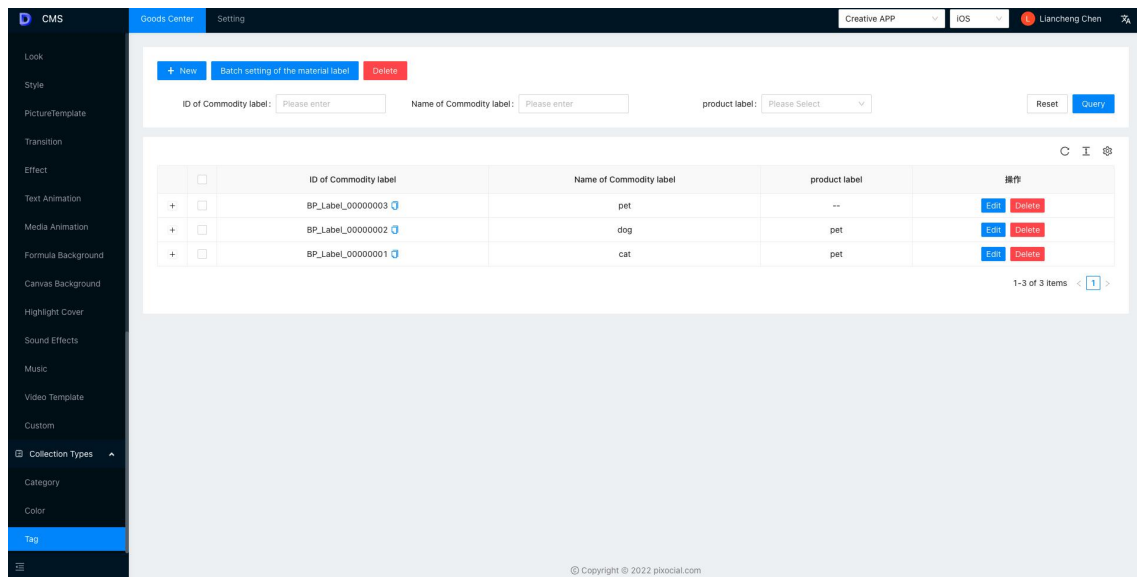 CMS
Goods Center Setting Creative APP iOS L Liancheng Chen
Look
Style
PictureTemplate
Transition
Effect
Text Animation
Media Animation
Formula Background
Canvas Background
Highlight Cover
Sound Effects
Music
Video Template
Custom
Collection Types
Category
Color
Tag
+ New Batch setting of the material label Delete
ID of Commodity label: Please enter Name of Commodity label: Please enter product label: Please Select Reset Query
ID of Commodity label Name of Commodity label product label 操作
+ BP_Label_00000003 pet -- Edit Delete
+ BP_Label_00000002 dog pet Edit Delete
+ BP_Label_00000001 cat pet Edit Delete
1-3 of 3 items < 1 >
© Copyright © 2022 pixocial.com